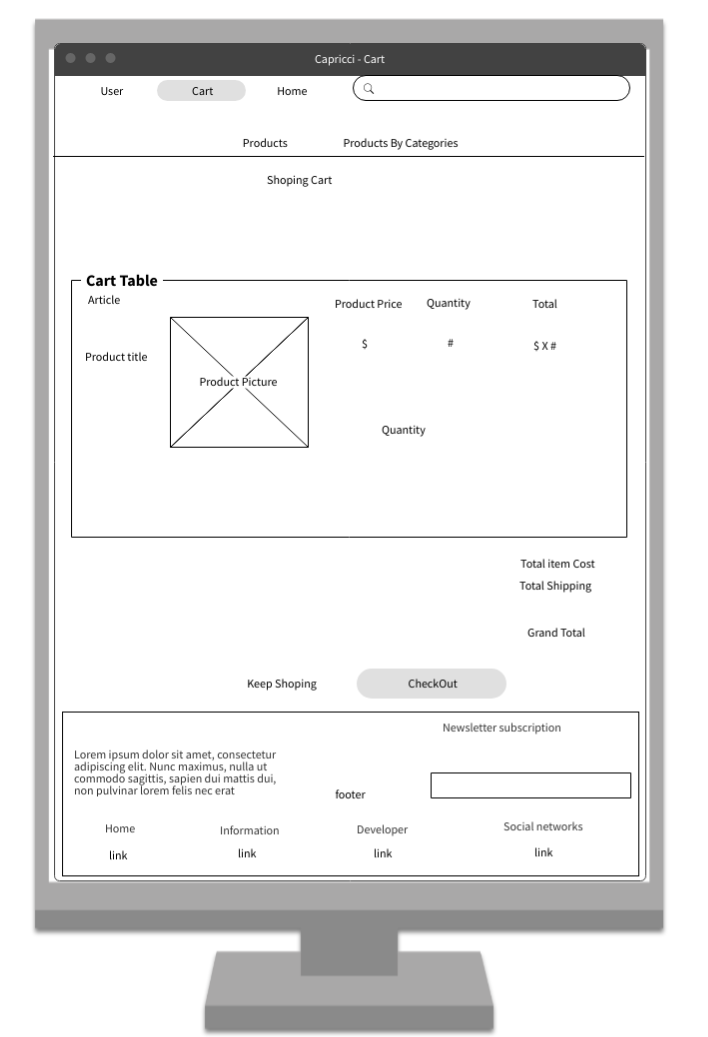 Capricci - Cart
User Cart Home
Products Products By Categories
Shoping Cart
Cart Table
Article
Product Price Quantity Total
$ # $ X #
Product title
Product Picture
Quantity
Total item Cost
Total Shipping
Grand Total
Keep Shoping CheckOut
Newsletter subscription
Lorem ipsum dolor sit amet, consectetur
adipiscing elit. Nunc maximus, nulla ut
commodo sagittis, sapien dui mattis dui,
non pulvinar lorem felis nec erat
footer
Home Information Developer Social networks
link link link link